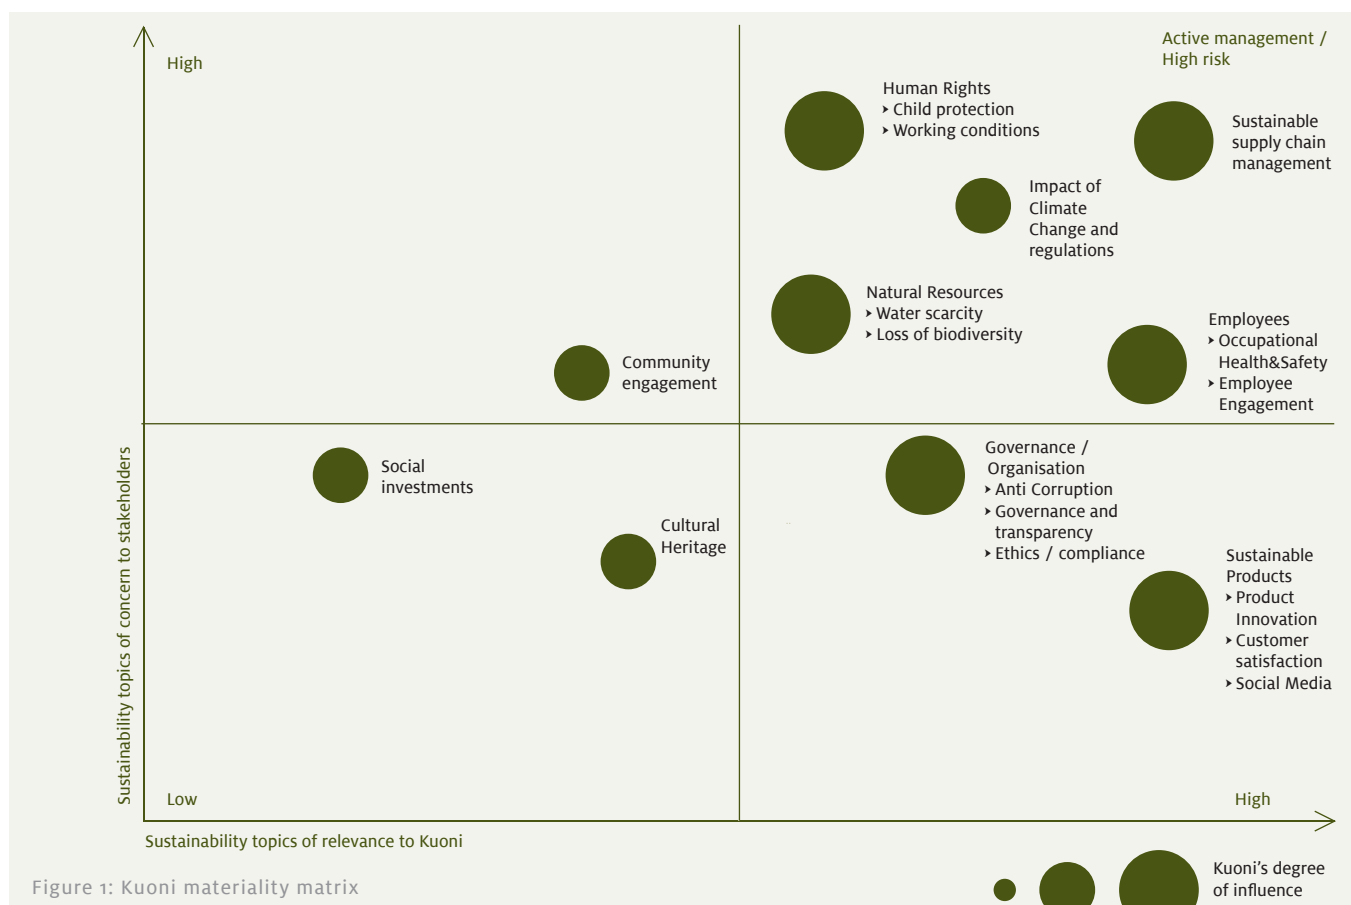 High
Active management /
High risk
Human Rights
‣ Child protection
‣ Working conditions
Sustainable
supply chain
management
Impact of
Climate
Change and
regulations
Natural Resources
‣ Water scarcity
‣ Loss of biodiversity
Employees
‣ Occupational
Health&Safety
‣ Employee
Engagement
Community
engagement
Social
investments
Cultural
Heritage
Governance /
Organisation
‣ Anti Corruption
‣ Governance and
transparency
‣ Ethics / compliance
Sustainable
Products
‣ Product
Innovation
‣ Customer
satisfaction
‣ Social Media
Sustainability topics of concern to stakeholders
Low
High
Sustainability topics of relevance to Kuoni
Kuoni’s degree
of influence
Figure 1: Kuoni materiality matrix